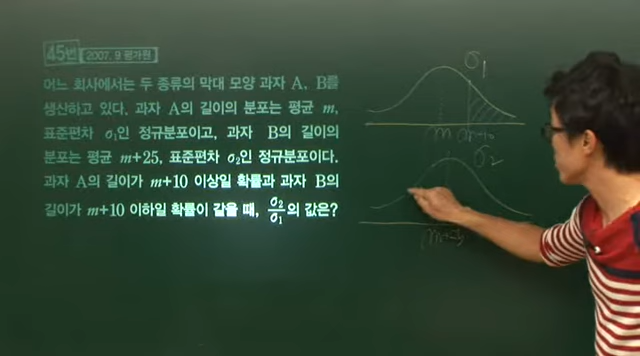 45번 2007. 9 평가원
어느 회사에서는 두 종류의 막대 모양 과자 A, B를
생산하고 있다. 과자 A의 길이의 분포는 평균 m,
표준편차 σ₁인 정규분포이고, 과자 B의 길이의
분포는 평균 m+25, 표준편차 σ₂인 정규분포이다.
과자 A의 길이가 m+10 이상일 확률과 과자 B의
길이가 m+10 이하일 확률이 같을 때, σ₂/σ₁의 값은?
σ₁
m m+10
σ₂